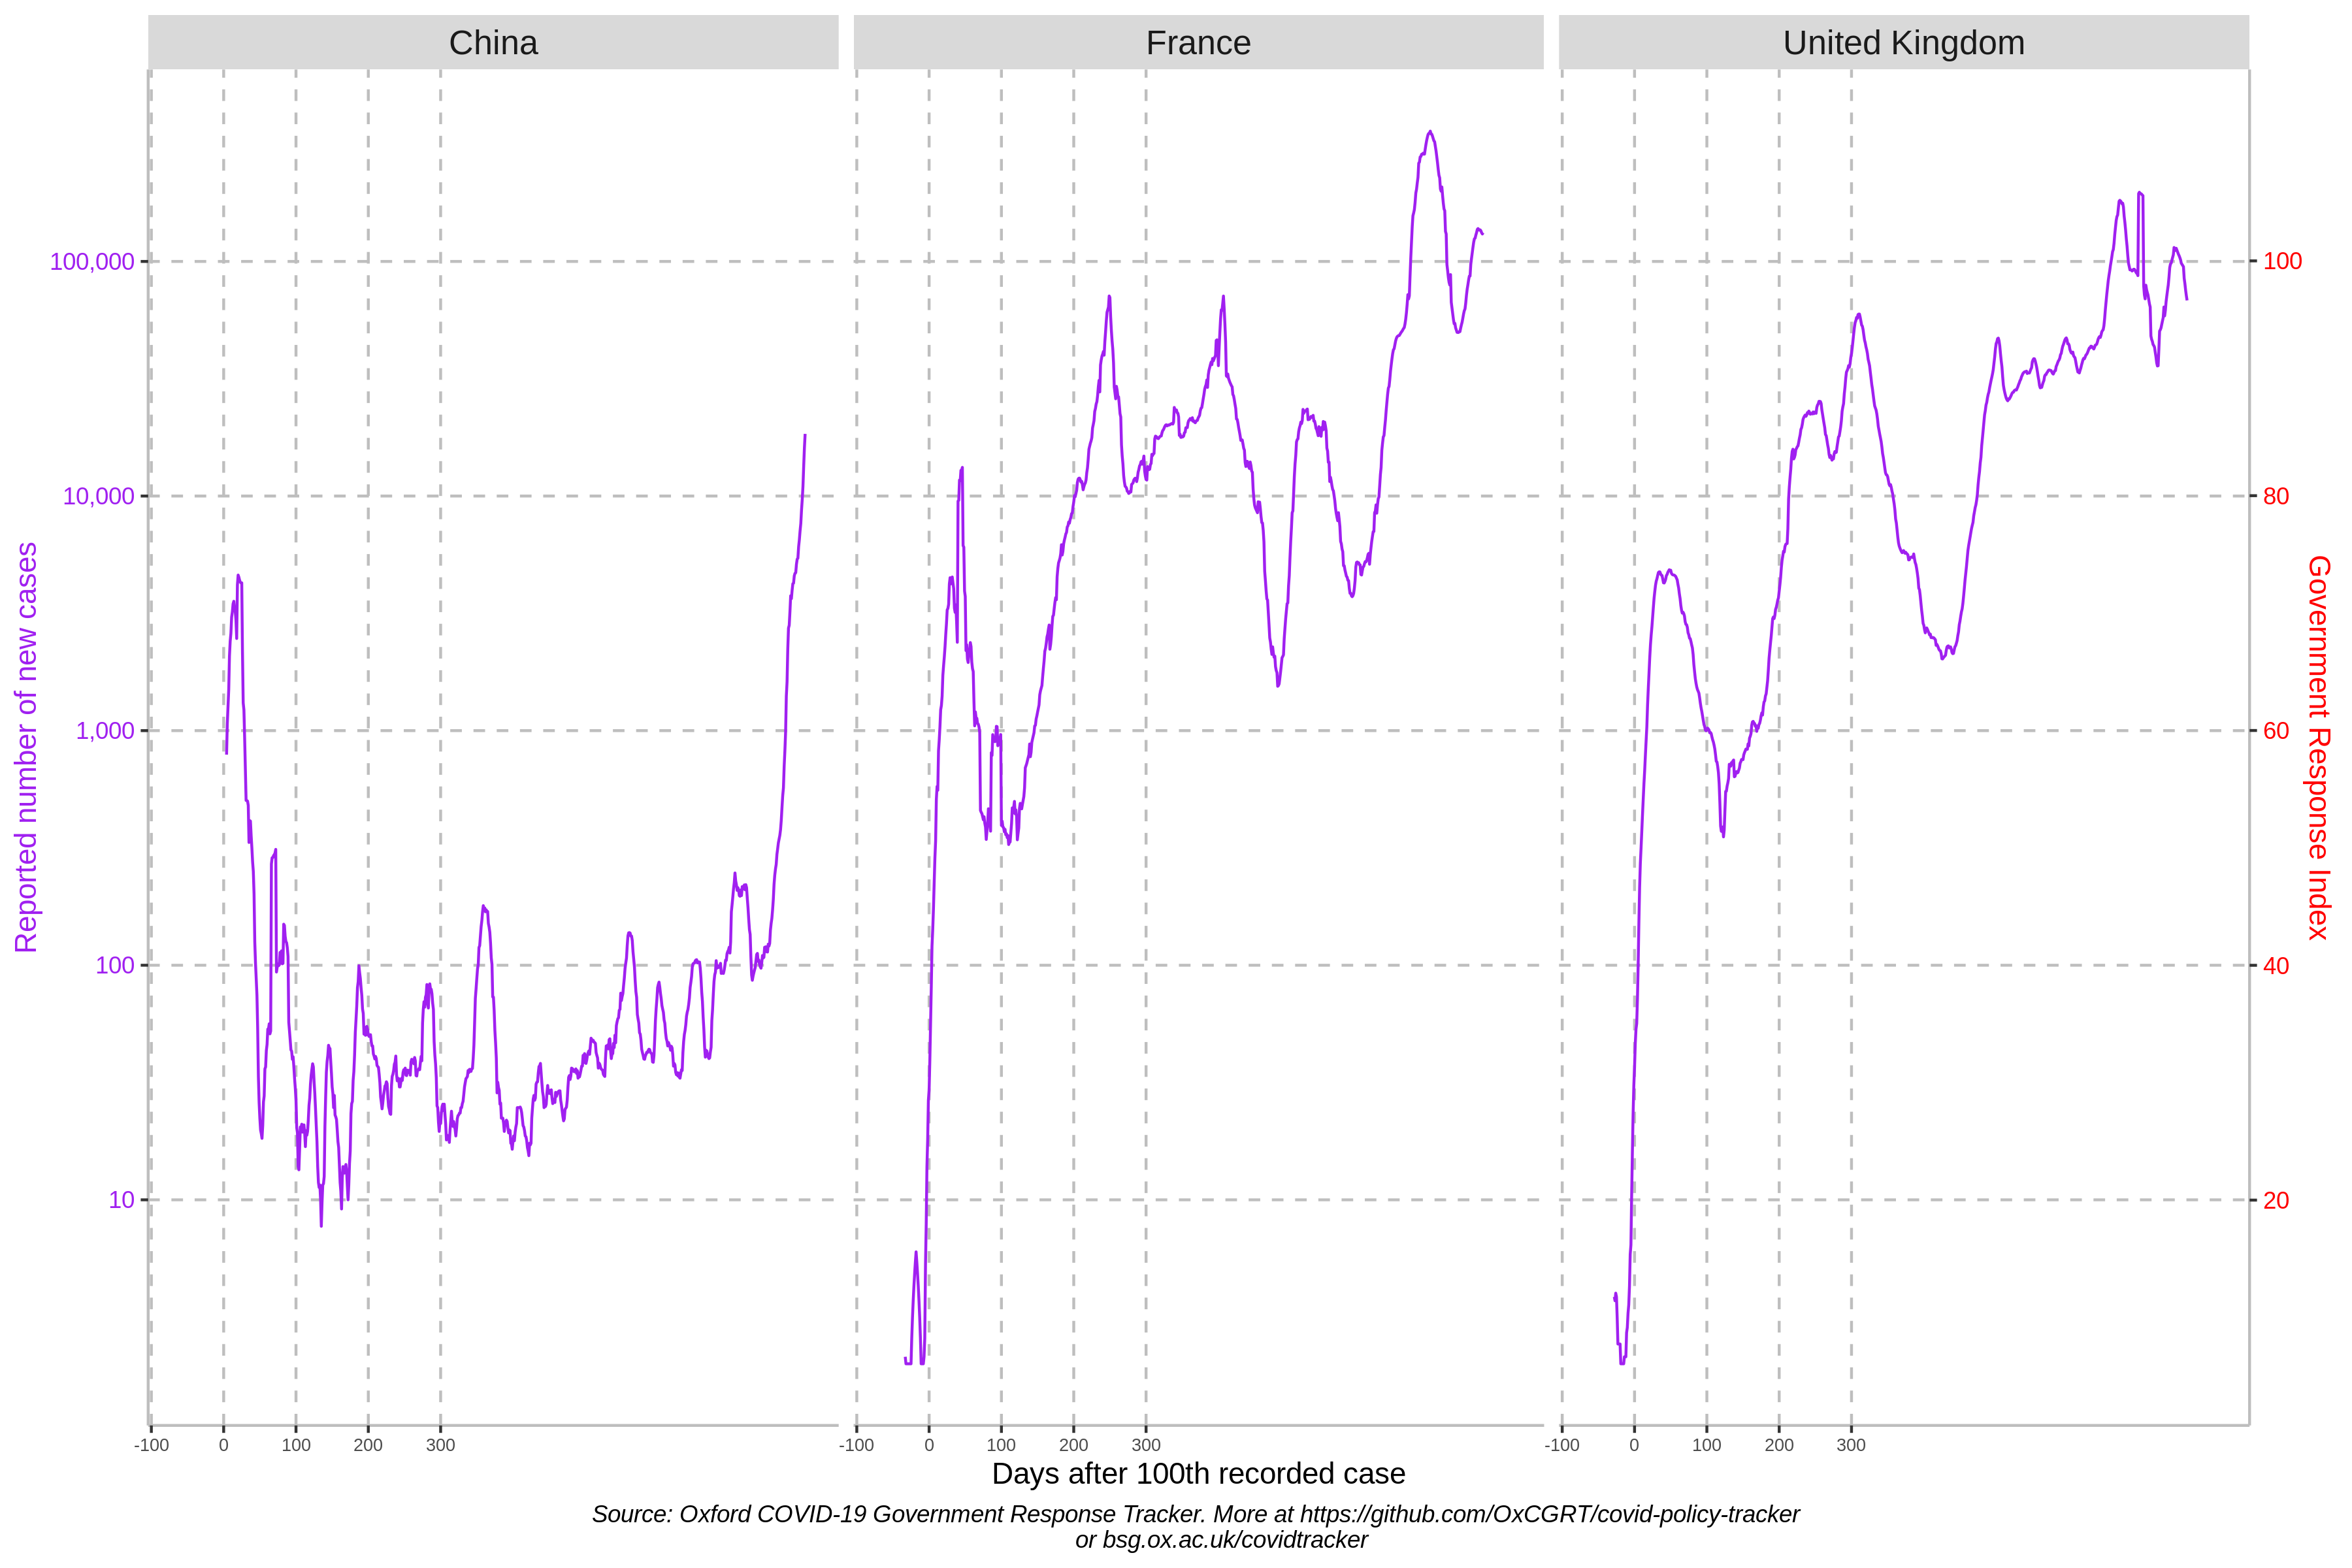 China
France
United Kingdom
Reported number of new cases
100,000
10,000
1,000
100
10
100
80
60
40
20
Government Response Index
-100 0 100 200 300
-100 0 100 200 300
-100 0 100 200 300
Days after 100th recorded case
Source: Oxford COVID-19 Government Response Tracker. More at https://github.com/OxCGRT/covid-policy-tracker
or bsg.ox.ac.uk/covidtracker